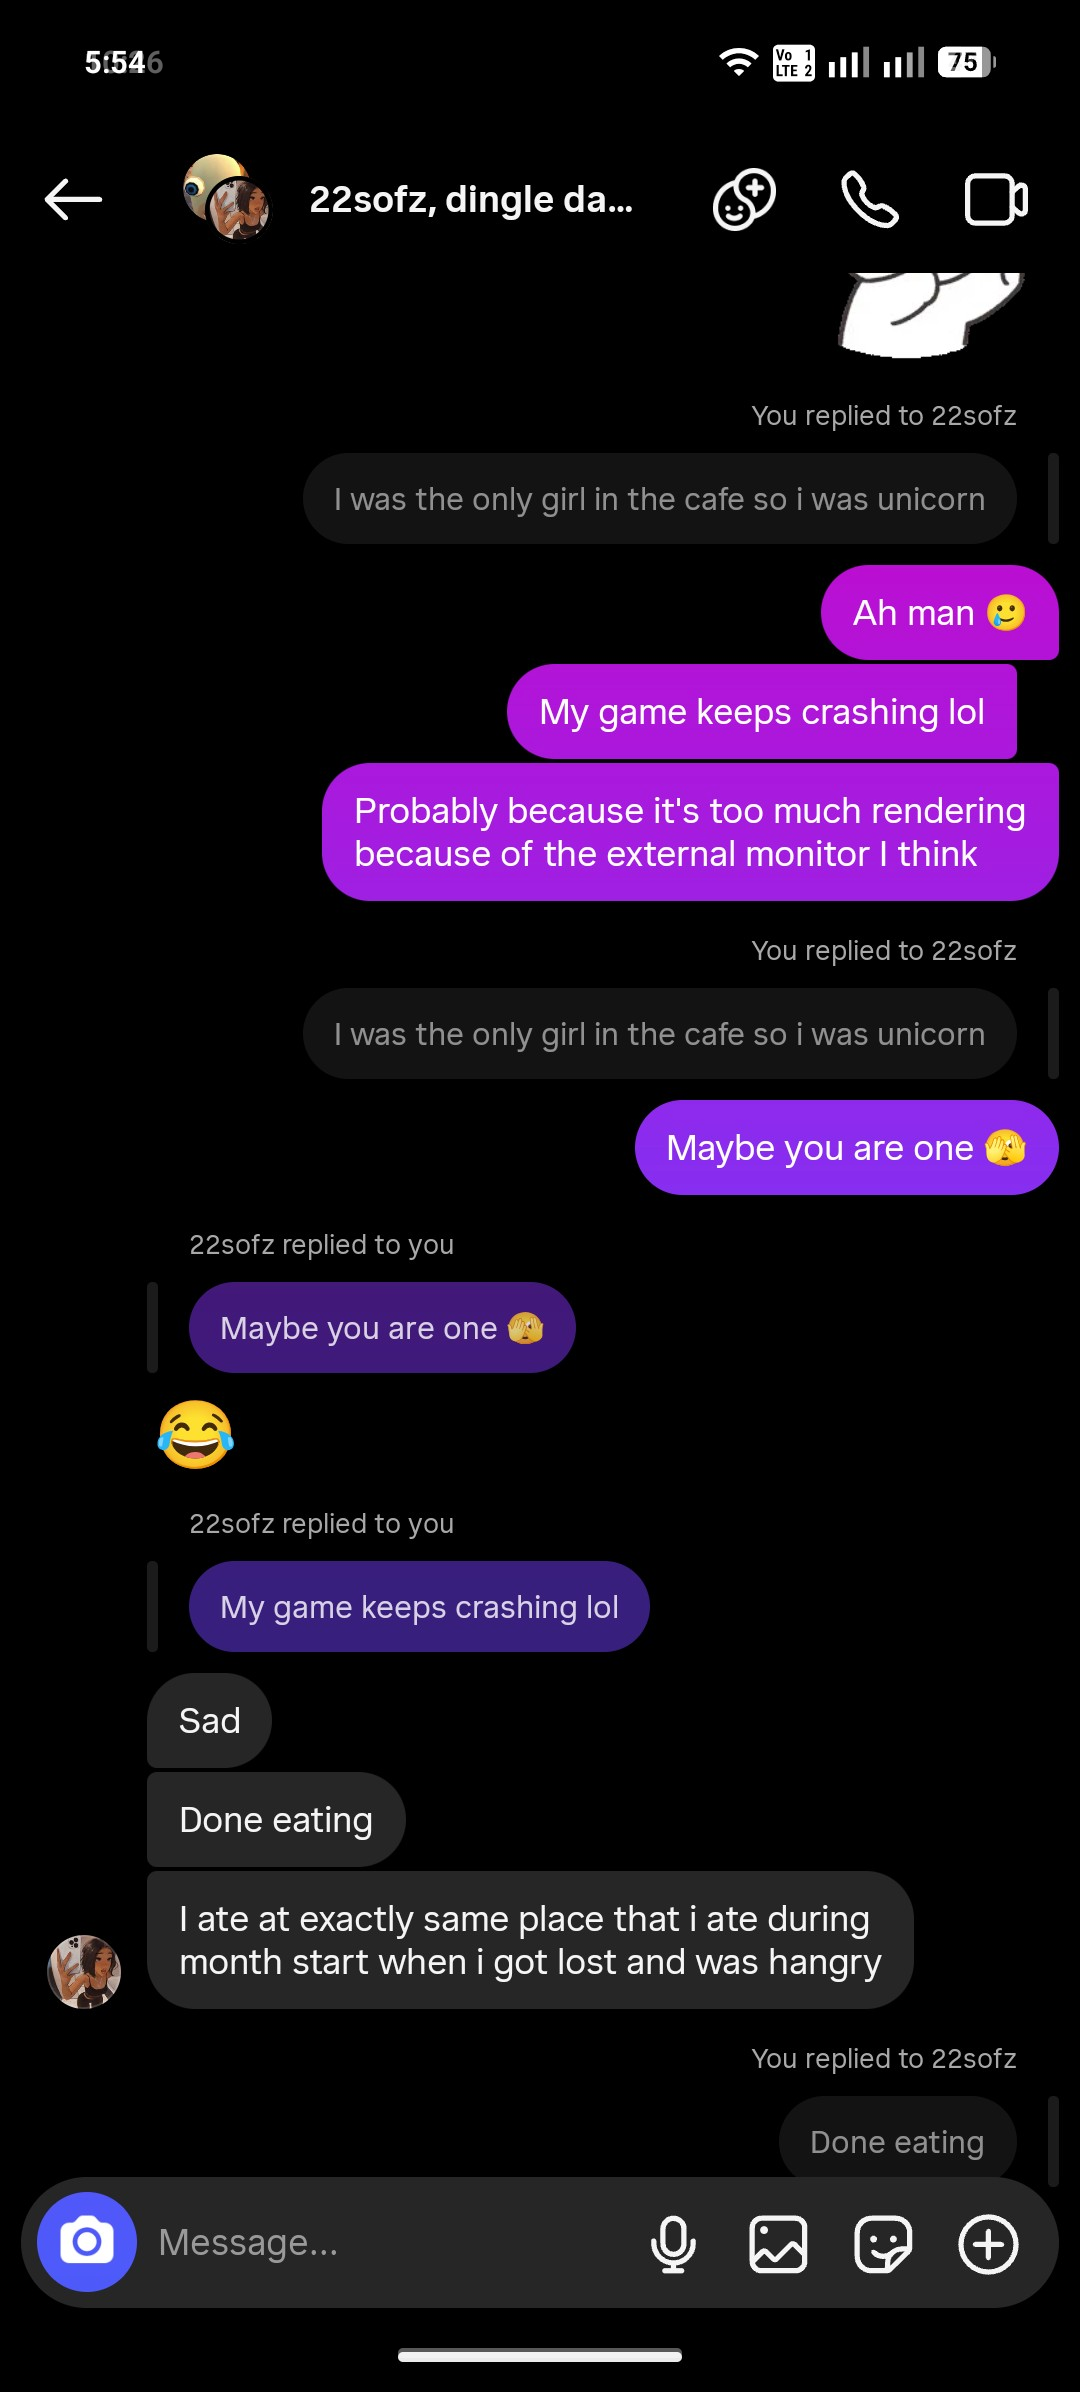 5:54
Vo 1
LTE 2
75
22sofz, dingle da...
You replied to 22sofz
I was the only girl in the cafe so i was unicorn
Ah man 🥲
My game keeps crashing lol
Probably because it's too much rendering
because of the external monitor I think
You replied to 22sofz
I was the only girl in the cafe so i was unicorn
Maybe you are one 🫣
22sofz replied to you
Maybe you are one 🫣
😂
22sofz replied to you
My game keeps crashing lol
Sad
Done eating
I ate at exactly same place that i ate during
month start when i got lost and was hangry
You replied to 22sofz
Done eating
Message...